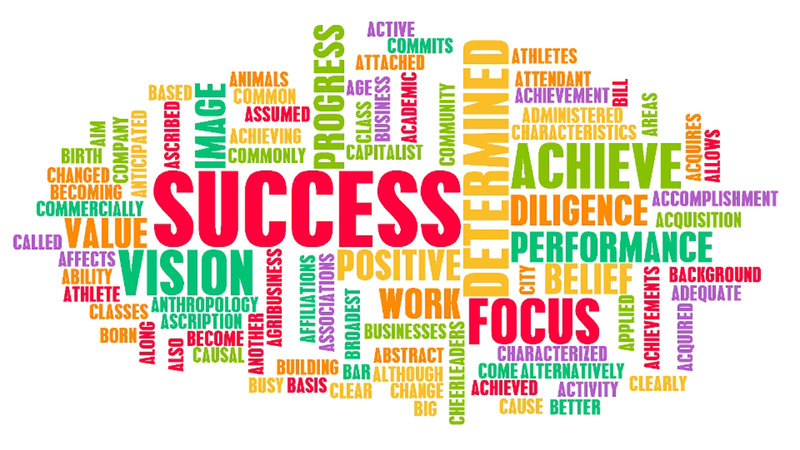 ACTIVE
COMMITS
ATTACHED
PROGRESS
DETERMINED
ATHLETES
ATTENDANT
ACHIEVEMENT
BILL
ANIMALS
BASED
COMMON
IMAGE
ASSUMED
AGE
BUSINESS
ACADEMIC
CLASS
COMMUNITY
ADMINISTERED
CHARACTERISTICS
AREAS
ACQUIRES
ALLOWS
AIM
COMPANY
ANTICIPATED
ASCRIBED
ACHIEVING
COMMONLY
CAPITALIST
BIRTH
CHANGED
BECOMING
COMMERCIALLY
SUCCESS
ACHIEVE
DILIGENCE
ACCOMPLISHMENT
ACQUISITION
CALLED
VALUE
AFFECTS
VISION
POSITIVE
PERFORMANCE
ABILITY
ATHLETE
CLASSES
BORN
ANTHROPOLOGY
ASCRIPTION
AGRIBUSINESS
AFFILIATIONS
ASSOCIATIONS
BROADEST
WORK
CITY
BELIEF
BACKGROUND
ADEQUATE
ALONG
ALSO
BECOME
CAUSAL
ANOTHER
BUSINESSES
CHEERLEADERS
FOCUS
APPLIED
ACHIEVEMENTS
ACQUIRED
BUILDING
BUSY
BASIS
BAR
CLEAR
ABSTRACT
ALTHOUGH
CHANGE
BIG
CHARACTERIZED
COME
ALTERNATIVELY
ACHIEVED
ACTIVITY
CLEARLY
CAUSE
BETTER